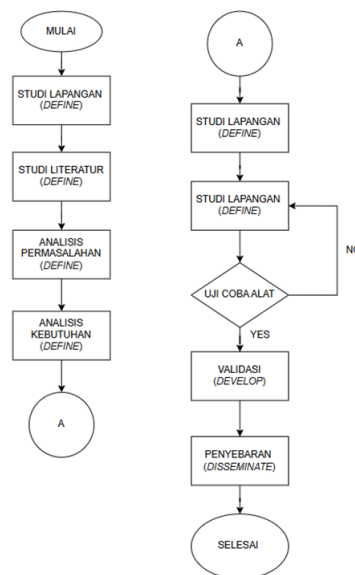 MULAI
STUDI LAPANGAN
(DEFINE)
STUDI LITERATUR
(DEFINE)
ANALISIS
PERMASALAHAN
(DEFINE)
ANALISIS
KEBUTUHAN
(DEFINE)
A
A
STUDI LAPANGAN
(DEFINE)
STUDI LAPANGAN
(DEFINE)
UJI COBA ALAT
NO
YES
VALIDASI
(DEVELOP)
PENYEBARAN
(DISSEMINATE)
SELESAI